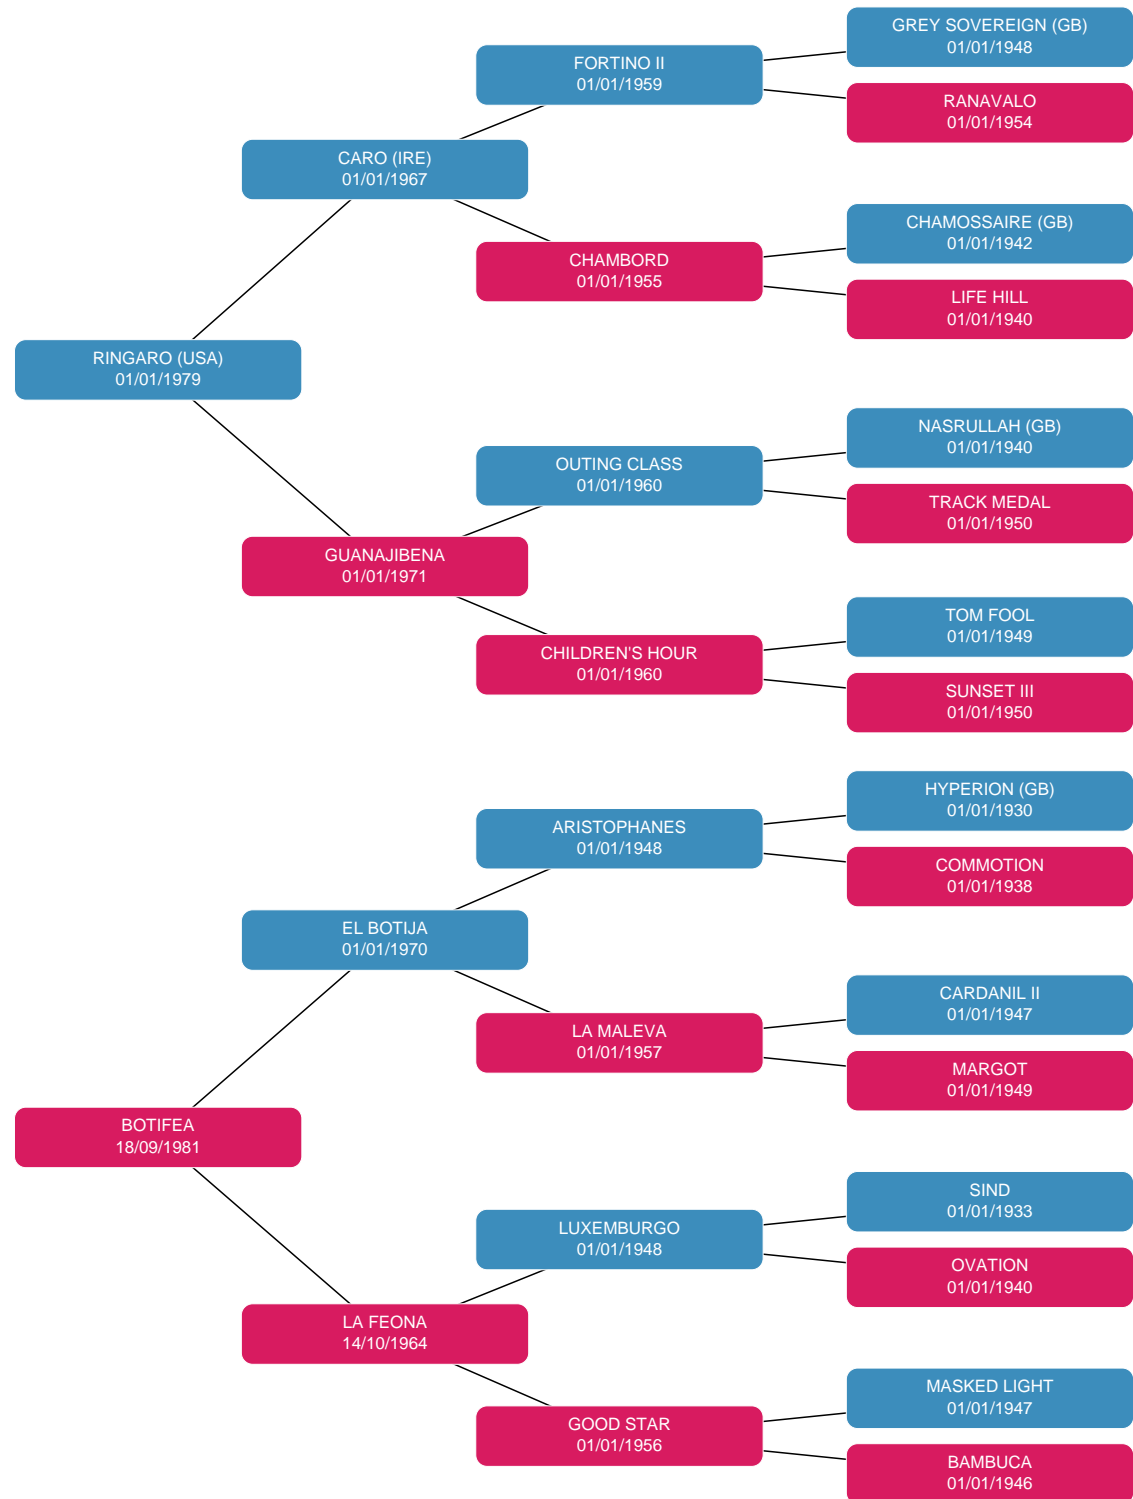 GREY SOVEREIGN (GB)
01/01/1948
FORTINO II
01/01/1959
RANAVALO
01/01/1954
CARO (IRE)
01/01/1967
CHAMOSSAIRE (GB)
01/01/1942
CHAMBORD
01/01/1955
LIFE HILL
01/01/1940
RINGARO (USA)
01/01/1979
NASRULLAH (GB)
01/01/1940
OUTING CLASS
01/01/1960
TRACK MEDAL
01/01/1950
GUANAJIBENA
01/01/1971
TOM FOOL
01/01/1949
CHILDREN'S HOUR
01/01/1960
SUNSET III
01/01/1950
HYPERION (GB)
01/01/1930
ARISTOPHANES
01/01/1948
COMMOTION
01/01/1938
EL BOTIJA
01/01/1970
CARDANIL II
01/01/1947
LA MALEVA
01/01/1957
MARGOT
01/01/1949
BOTIFEA
18/09/1981
SIND
01/01/1933
LUXEMBURGO
01/01/1948
OVATION
01/01/1940
LA FEONA
14/10/1964
MASKED LIGHT
01/01/1947
GOOD STAR
01/01/1956
BAMBUCA
01/01/1946